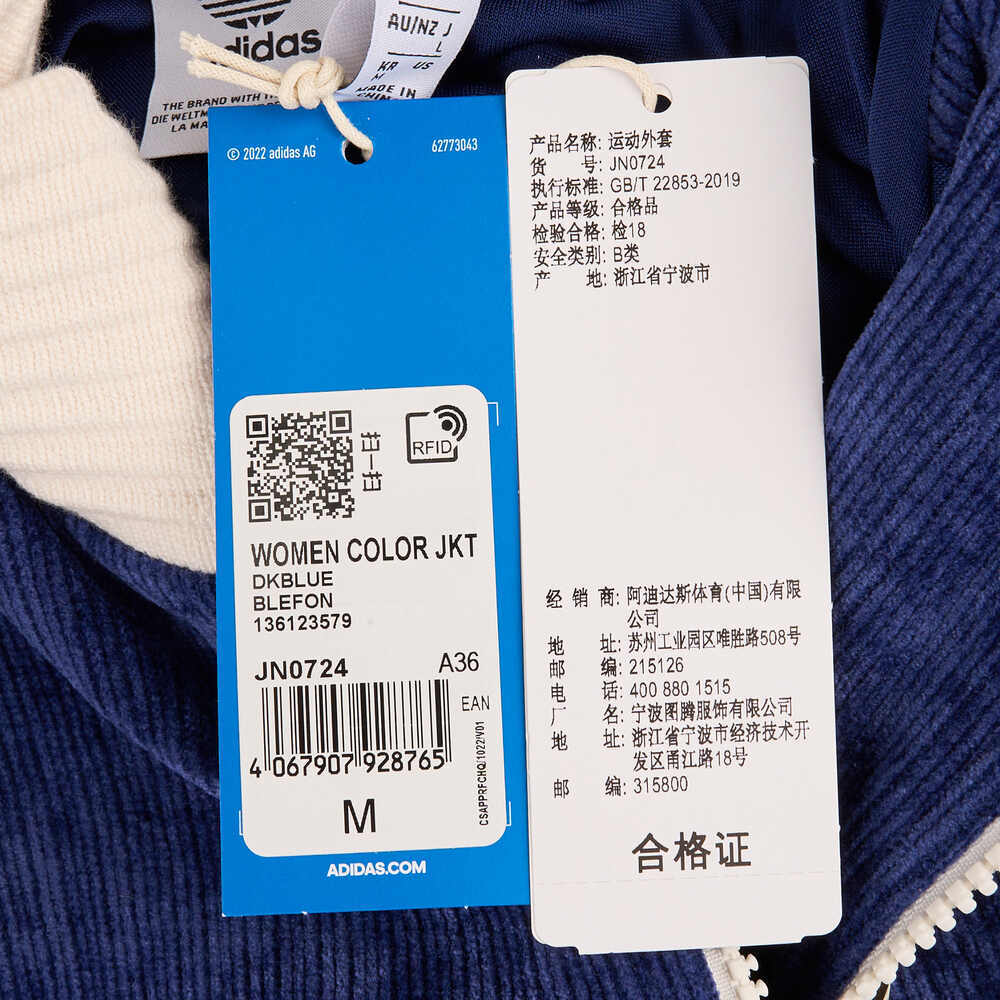 adidas
THE BRAND WITH
DIE WELTM
LA MA
AU/NZ J
L
KR US
M
MADE IN
CHINA
© 2022 adidas AG
62773043
扫一扫
RFID
WOMEN COLOR JKT
DKBLUE
BLEFON
136123579
JN0724
A36
EAN
4 067907 928765
CSAPPRFCHQ/1022/V01
M
ADIDAS.COM
产品名称: 运动外套
货 号: JN0724
执行标准: GB/T 22853-2019
产品等级: 合格品
检验合格: 检18
安全类别: B类
产 地: 浙江省宁波市
经 销 商: 阿迪达斯体育(中国)有限
公司
地 址: 苏州工业园区唯胜路508号
邮 编: 215126
电 话: 400 880 1515
厂 名: 宁波图腾服饰有限公司
地 址: 浙江省宁波市经济技术开
发区甬江路18号
邮 编: 315800
合格证